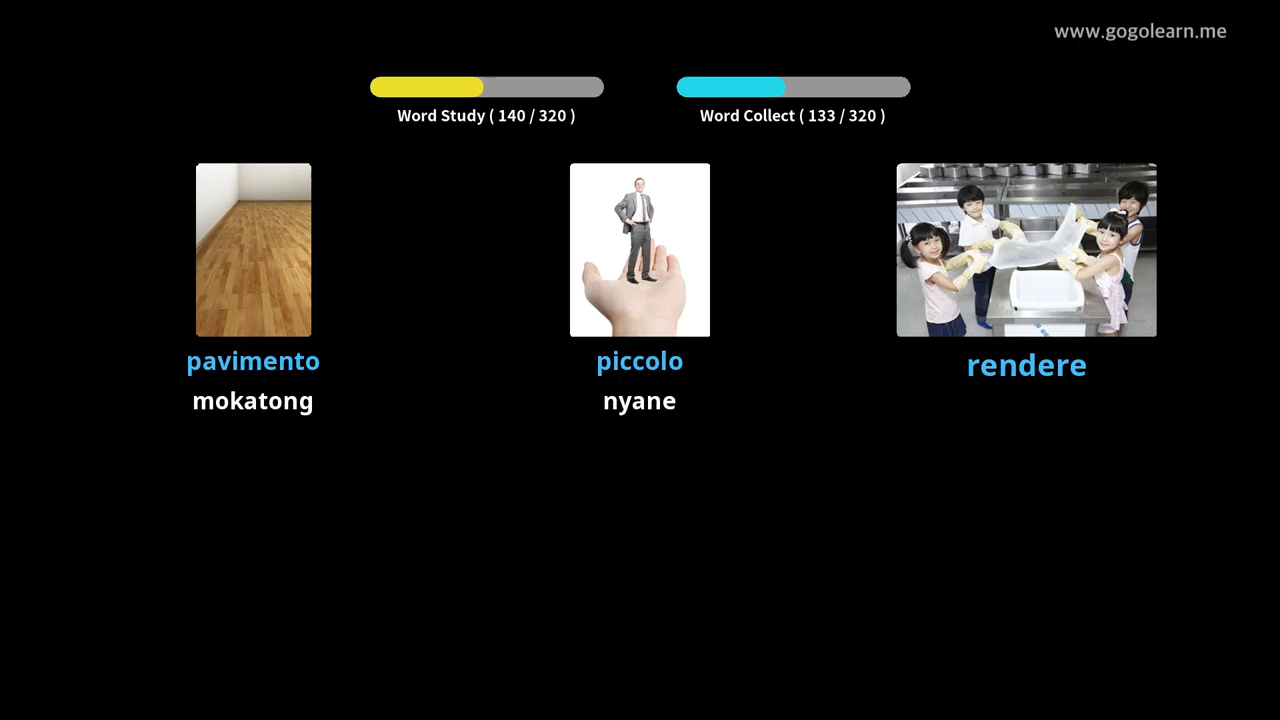 www.gogolearn.me
Word Study ( 140 / 320 )
Word Collect ( 133 / 320 )
pavimento
piccolo
rendere
mokatong
nyane